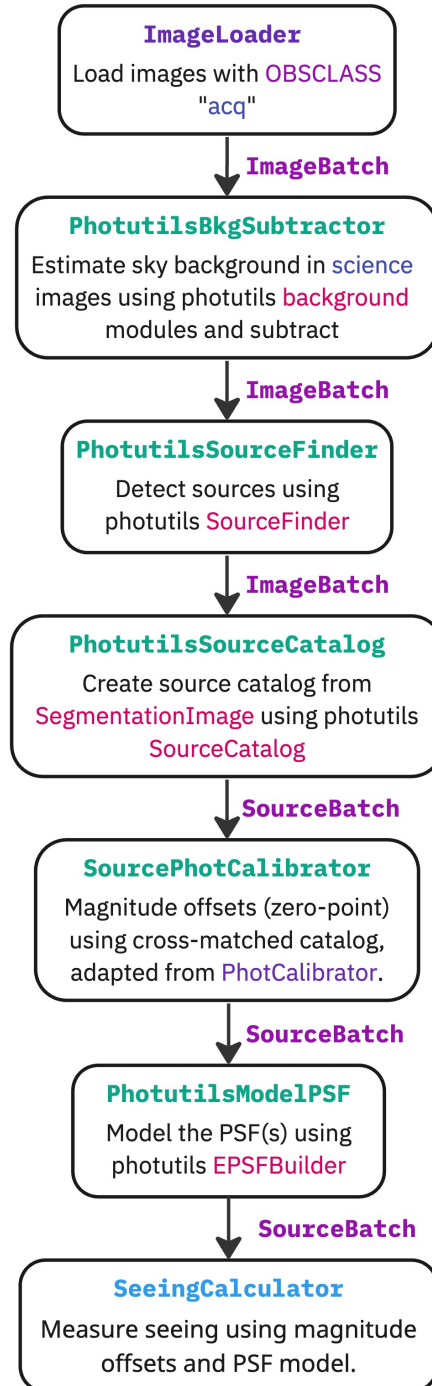 ImageLoader
Load images with OBSCLASS
"acq"
ImageBatch
PhotutilsBkgSubtractor
Estimate sky background in science
images using photutils background
modules and subtract
ImageBatch
PhotutilsSourceFinder
Detect sources using
photutils SourceFinder
ImageBatch
PhotutilsSourceCatalog
Create source catalog from
SegmentationImage using photutils
SourceCatalog
SourceBatch
SourcePhotCalibrator
Magnitude offsets (zero-point)
using cross-matched catalog,
adapted from PhotCalibrator.
SourceBatch
PhotutilsModelPSF
Model the PSF(s) using
photutils EPSFBuilder
SourceBatch
SeeingCalculator
Measure seeing using magnitude
offsets and PSF model.